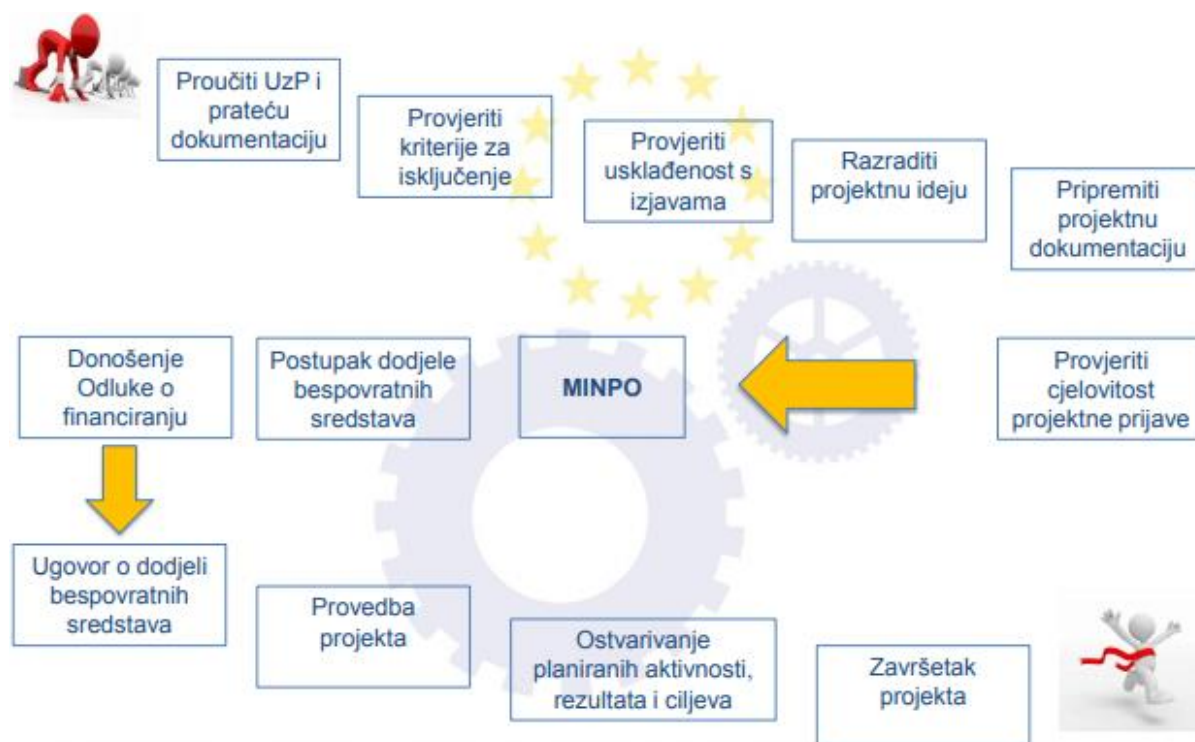 Proučiti UzP i
prateću
dokumentaciju
Provjeriti
kriterije za
isključenje
Provjeriti
usklađenost s
izjavama
Razraditi
projektnu ideju
Pripremiti
projektnu
dokumentaciju
Provjeriti
cjelovitost
projektne prijave
MINPO
Postupak dodjele
bespovratnih
sredstava
Donošenje
Odluke o
financiranju
Ugovor o dodjeli
bespovratnih
sredstava
Provedba
projekta
Ostvarivanje
planiranih aktivnosti,
rezultata i ciljeva
Završetak
projekta